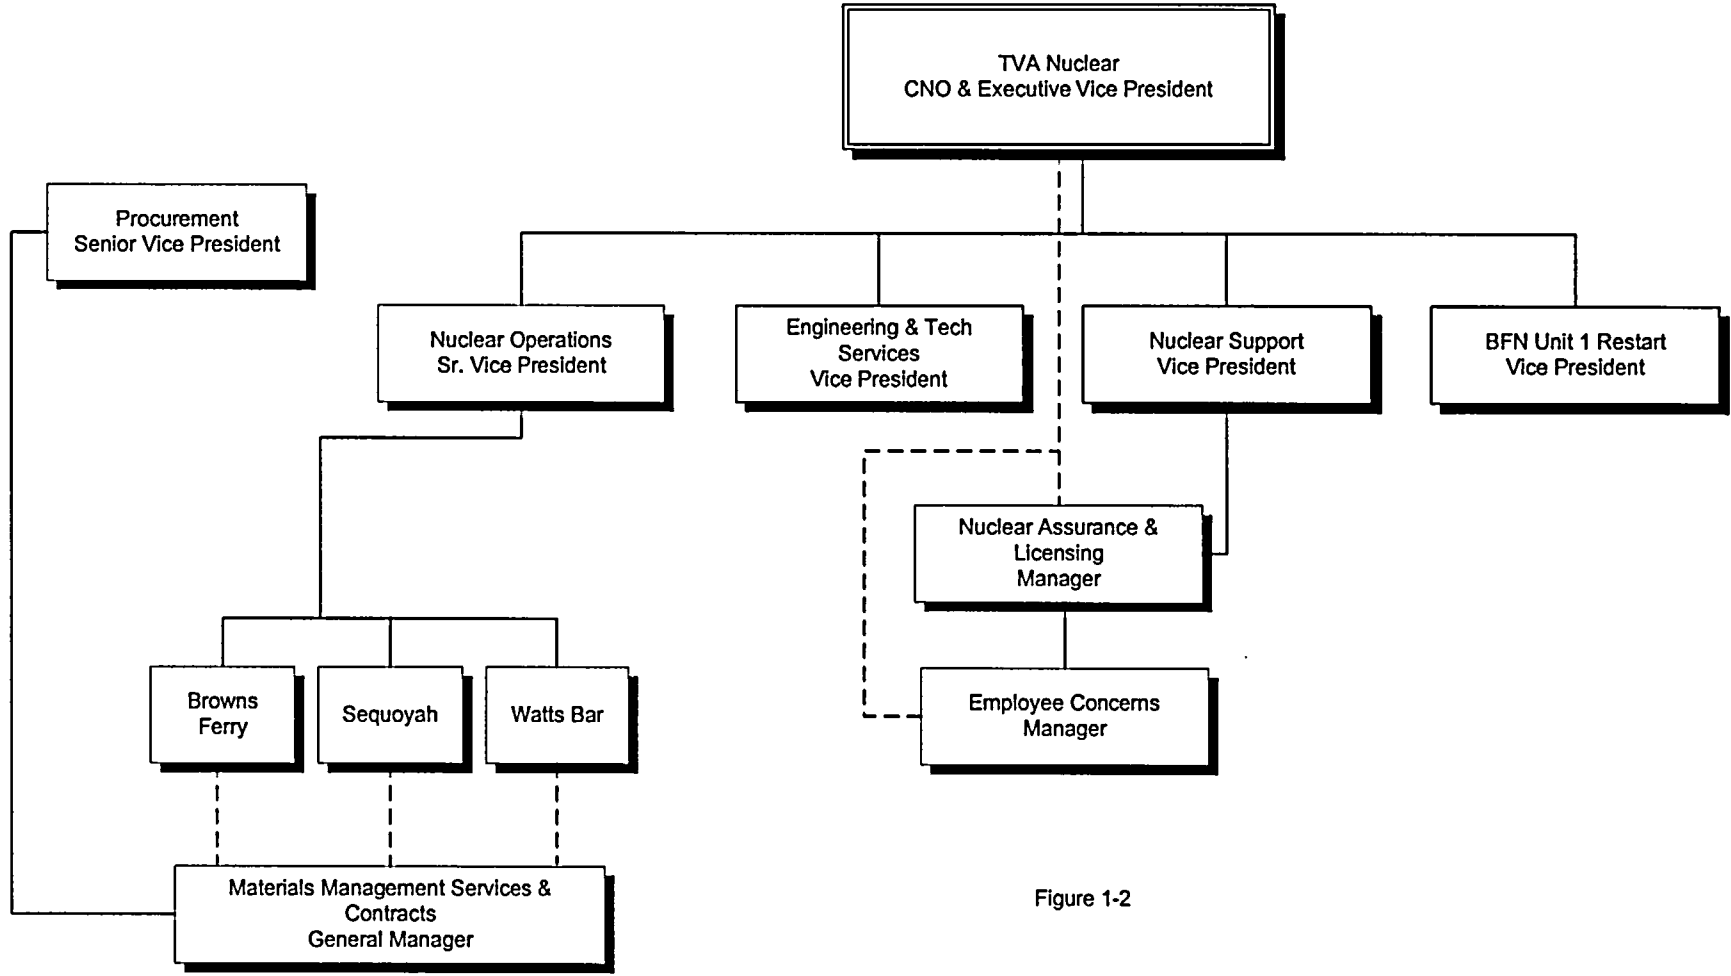 TVA Nuclear
CNO & Executive Vice President
Procurement
Senior Vice President
Nuclear Operations
Sr. Vice President
Engineering & Tech
Services
Vice President
Nuclear Support
Vice President
BFN Unit 1 Restart
Vice President
Nuclear Assurance &
Licensing
Manager
Browns
Ferry
Sequoyah
Watts Bar
Employee Concerns
Manager
Materials Management Services &
Contracts
General Manager
Figure 1-2